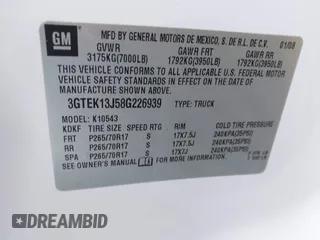 GM
MFD BY GENERAL MOTORS DE MEXICO, S. DE R.L. DE C.V. 01/08
GVWR GAWR FRT GAWR RR
3175KG(7000LB) 1792KG(3950LB) 1792KG(3950LB)
THIS VEHICLE CONFORMS TO ALL APPLICABLE U.S. FEDERAL
MOTOR VEHICLE SAFETY STANDARDS IN EFFECT ON THE
DATE OF MANUFACTURE SHOWN ABOVE.
3GTEK13J58G226939 TYPE: TRUCK
MODEL: K10543
KDKF TIRE SIZE SPEED RTG RIM COLD TIRE PRESSURE
FRT P265/70R17 S 17X7.5J 240KPA(35PSI)
RR P265/70R17 S 17X7.5J 240KPA(35PSI)
SPA P265/70R17 S 17X7J 240KPA(35PSI)
SEE OWNER'S MANUAL FOR ADDITIONAL INFORMATION.
DREAMBID